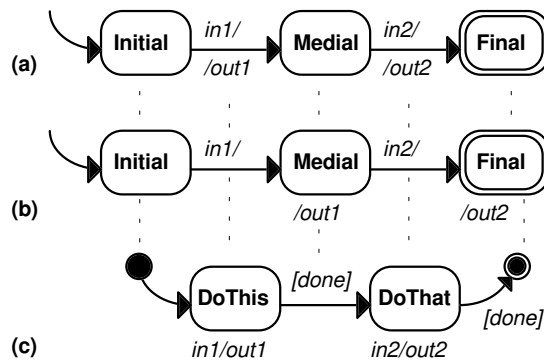 Initial in1/ Medial in2/ Final
(a) /out1 /out2
Initial in1/ Medial in2/ Final
(b) /out1 /out2
[done]
DoThis DoThat
[done]
(c) in1/out1 in2/out2